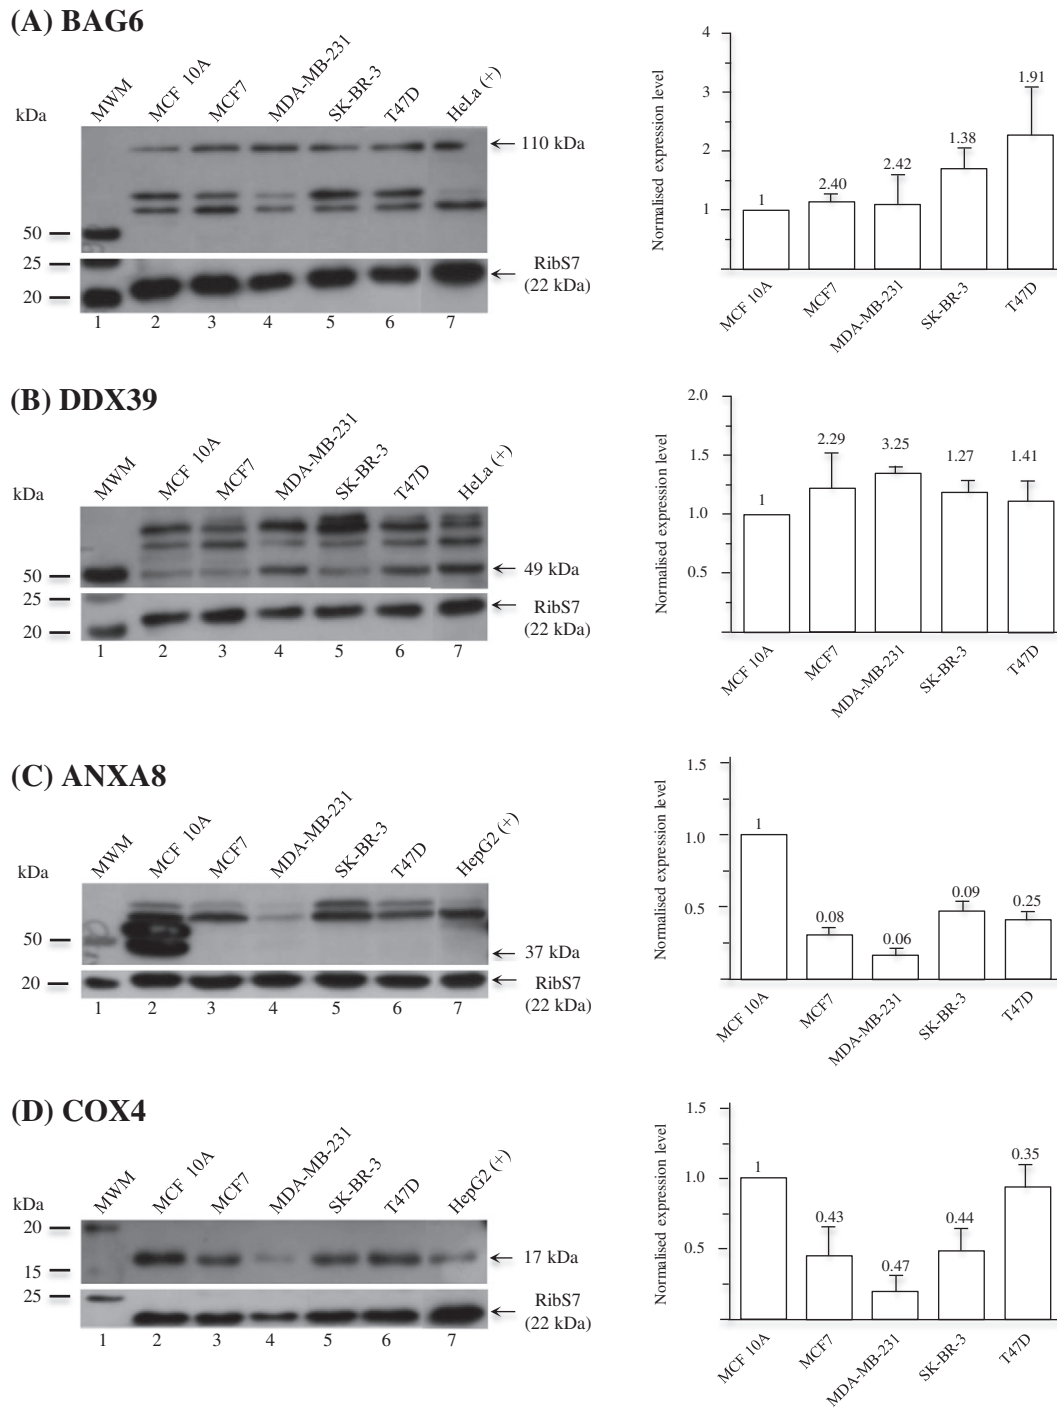 (A) BAG6
kDa
MWM
MCF 10A
MCF7
MDA-MB-231
SK-BR-3
T47D
HeLa (+)
110 kDa
50
25
20
RibS7
(22 kDa)
1 2 3 4 5 6 7
Normalised expression level
4
3
2
1
1
2.40
2.42
1.38
1.91
MCF 10A
MCF7
MDA-MB-231
SK-BR-3
T47D
(B) DDX39
kDa
MWM
MCF 10A
MCF7
MDA-MB-231
SK-BR-3
T47D
HeLa (+)
49 kDa
50
25
20
RibS7
(22 kDa)
1 2 3 4 5 6 7
Normalised expression level
2.0
1.5
1.0
0.5
1
2.29
3.25
1.27
1.41
MCF 10A
MCF7
MDA-MB-231
SK-BR-3
T47D
(C) ANXA8
kDa
MWM
MCF 10A
MCF7
MDA-MB-231
SK-BR-3
T47D
HepG2 (+)
50
37 kDa
20
RibS7
(22 kDa)
1 2 3 4 5 6 7
Normalised expression level
1.5
1.0
0.5
1
0.08
0.06
0.09
0.25
MCF 10A
MCF7
MDA-MB-231
SK-BR-3
T47D
(D) COX4
kDa
MWM
MCF 10A
MCF7
MDA-MB-231
SK-BR-3
T47D
HepG2 (+)
20
17 kDa
15
25
RibS7
(22 kDa)
1 2 3 4 5 6 7
Normalised expression level
1.5
1.0
0.5
1
0.43
0.47
0.44
0.35
MCF 10A
MCF7
MDA-MB-231
SK-BR-3
T47D